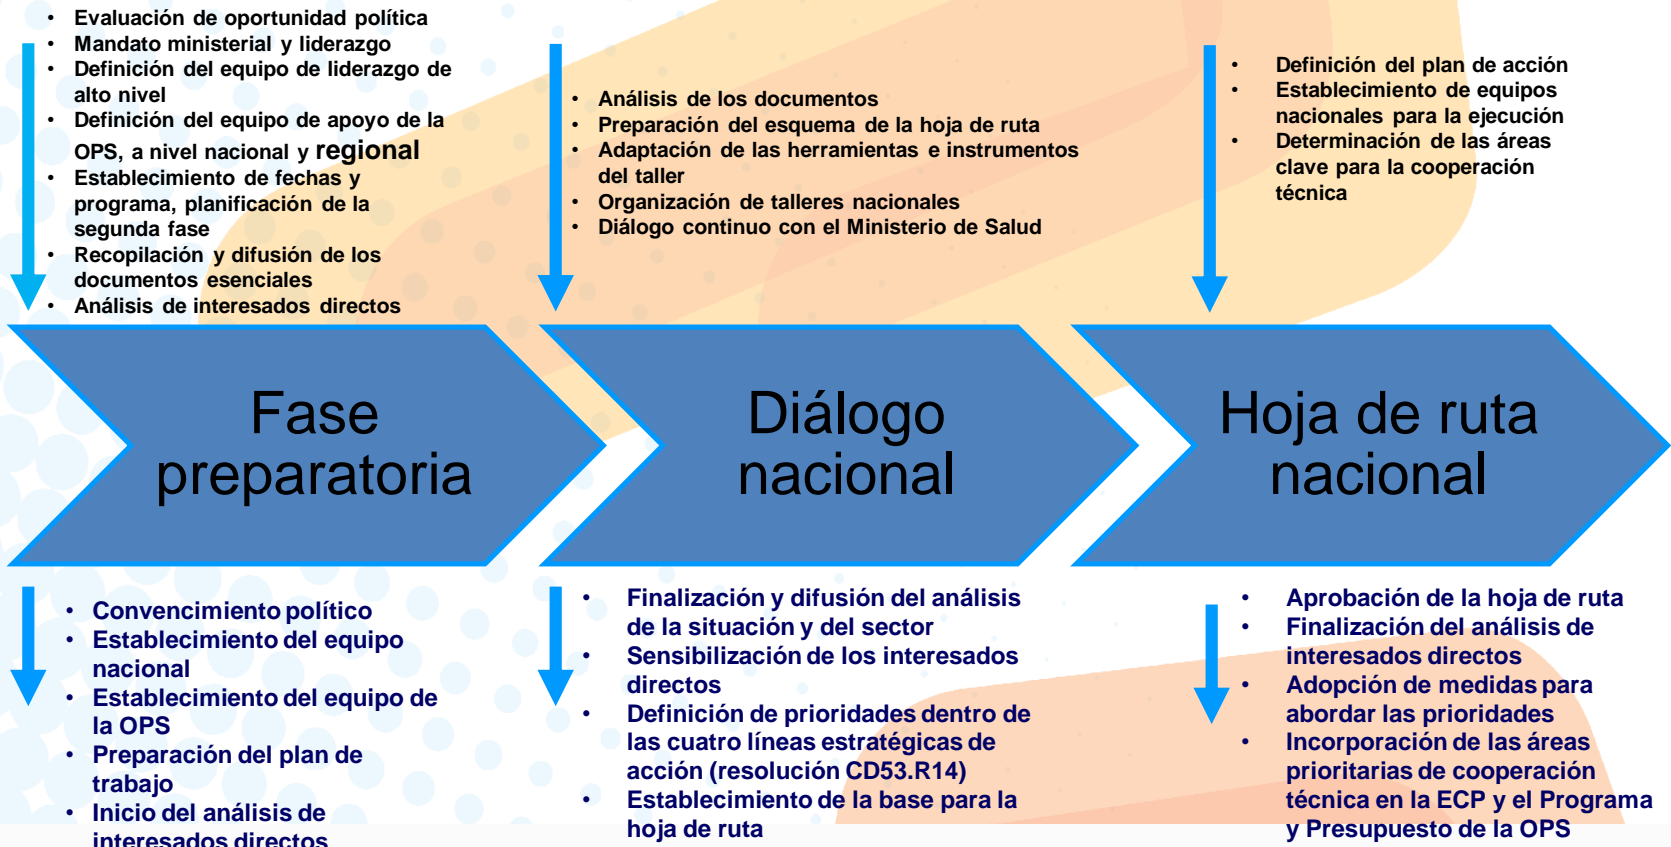 • Evaluación de oportunidad política
• Mandato ministerial y liderazgo
• Definición del equipo de liderazgo de
alto nivel
• Definición del equipo de apoyo de la
OPS, a nivel nacional y regional
• Establecimiento de fechas y
programa, planificación de la
segunda fase
• Recopilación y difusión de los
documentos esenciales
• Análisis de interesados directos
• Análisis de los documentos
• Preparación del esquema de la hoja de ruta
• Adaptación de las herramientas e instrumentos
del taller
• Organización de talleres nacionales
• Diálogo continuo con el Ministerio de Salud
• Definición del plan de acción
• Establecimiento de equipos
nacionales para la ejecución
• Determinación de las áreas
clave para la cooperación
técnica
Fase
preparatoria
Diálogo
nacional
Hoja de ruta
nacional
• Convencimiento político
• Establecimiento del equipo
nacional
• Establecimiento del equipo de
la OPS
• Preparación del plan de
trabajo
• Inicio del análisis de
interesados directos
• Finalización y difusión del análisis
de la situación y del sector
• Sensibilización de los interesados
directos
• Definición de prioridades dentro de
las cuatro líneas estratégicas de
acción (resolución CD53.R14)
• Establecimiento de la base para la
hoja de ruta
• Aprobación de la hoja de ruta
• Finalización del análisis de
interesados directos
• Adopción de medidas para
abordar las prioridades
• Incorporación de las áreas
prioritarias de cooperación
técnica en la ECP y el Programa
y Presupuesto de la OPS